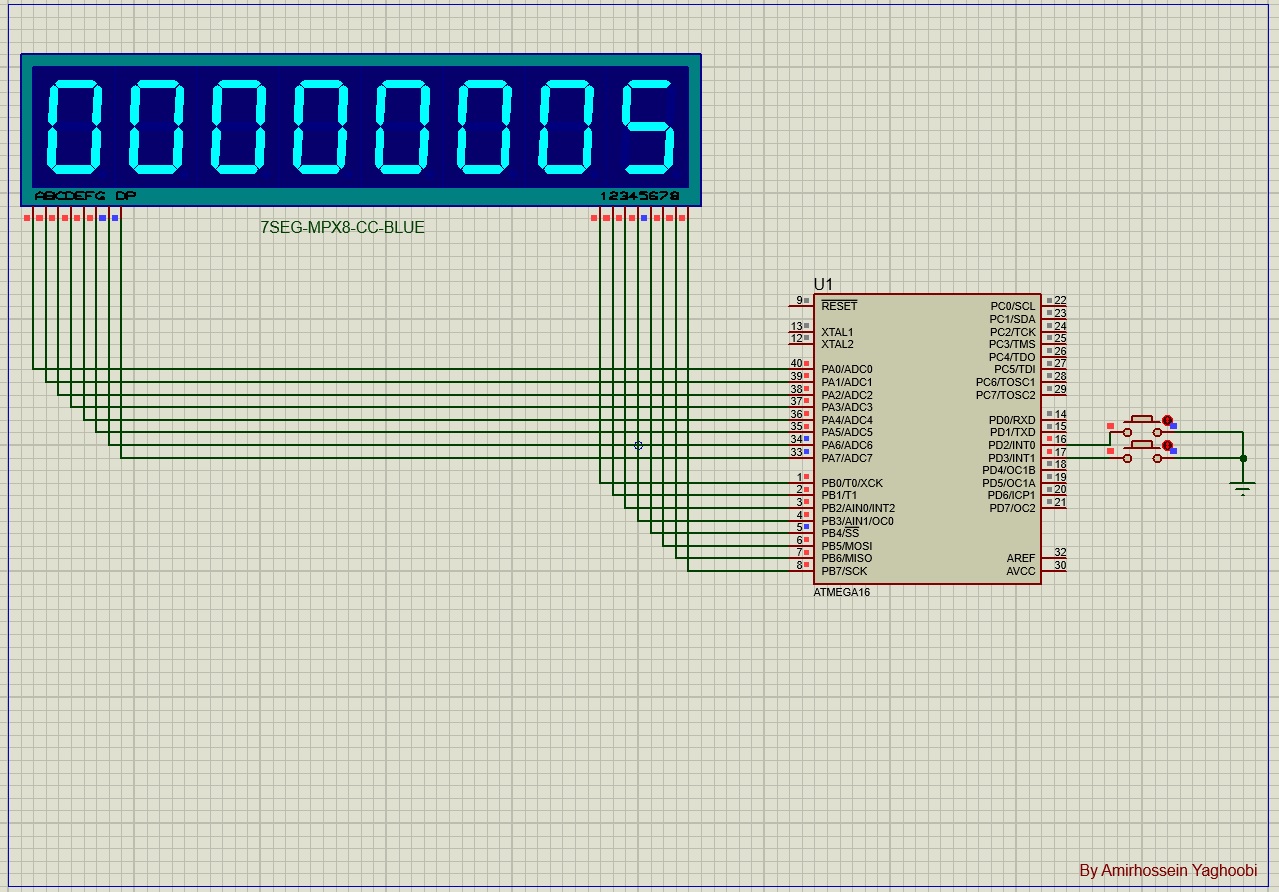 00000005
ABCDEFG DP
12345678
7SEG-MPX8-CC-BLUE
U1
9 RESET
13 XTAL1
12 XTAL2
40 PA0/ADC0
39 PA1/ADC1
38 PA2/ADC2
37 PA3/ADC3
36 PA4/ADC4
35 PA5/ADC5
34 PA6/ADC6
33 PA7/ADC7
1 PB0/T0/XCK
2 PB1/T1
3 PB2/AIN0/INT2
4 PB3/AIN1/OC0
5 PB4/SS
6 PB5/MOSI
7 PB6/MISO
8 PB7/SCK
PC0/SCL 22
PC1/SDA 23
PC2/TCK 24
PC3/TMS 25
PC4/TDO 26
PC5/TDI 27
PC6/TOSC1 28
PC7/TOSC2 29
PD0/RXD 14
PD1/TXD 15
PD2/INT0 16
PD3/INT1 17
PD4/OC1B 18
PD5/OC1A 19
PD6/ICP1 20
PD7/OC2 21
AREF 32
AVCC 30
ATMEGA16
By Amirhossein Yaghoobi